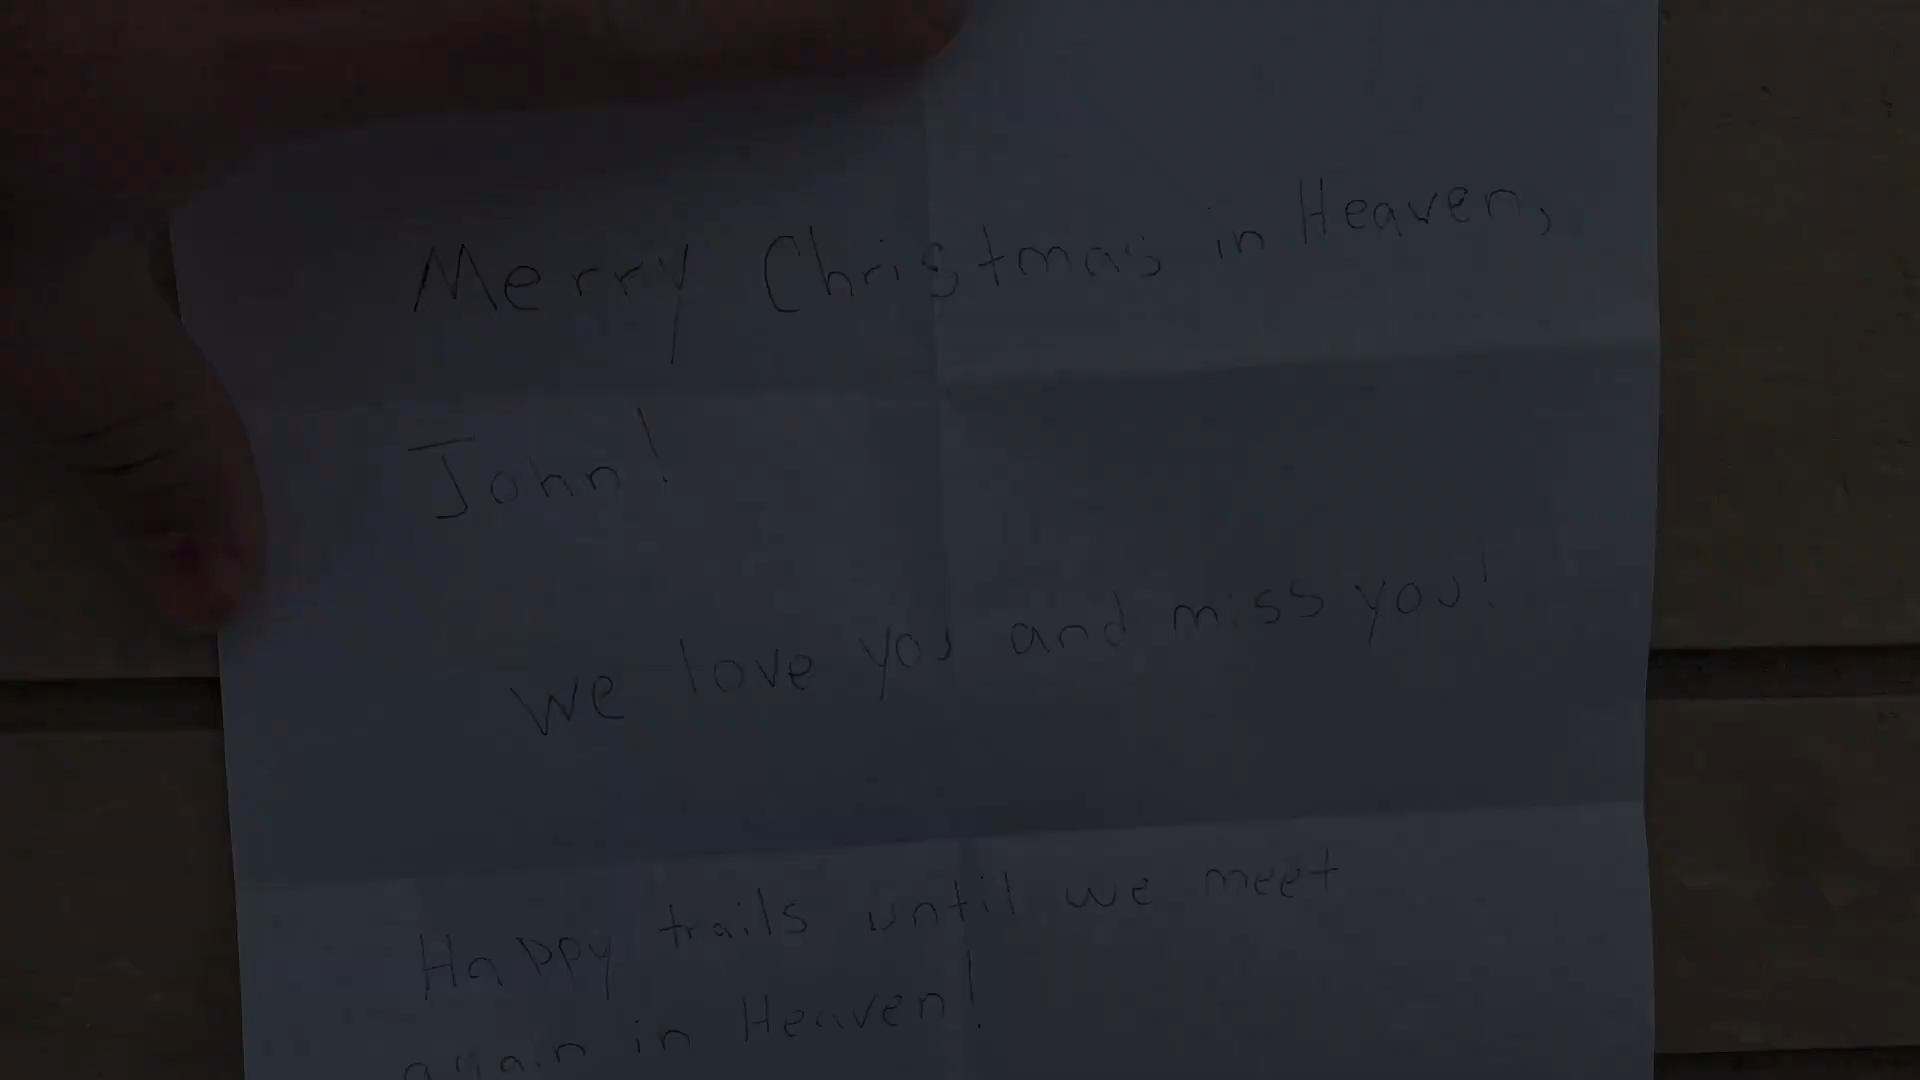 Merry Christmas in Heaven,
John!
We love you and miss you!
Happy trails until we meet
again in Heaven!